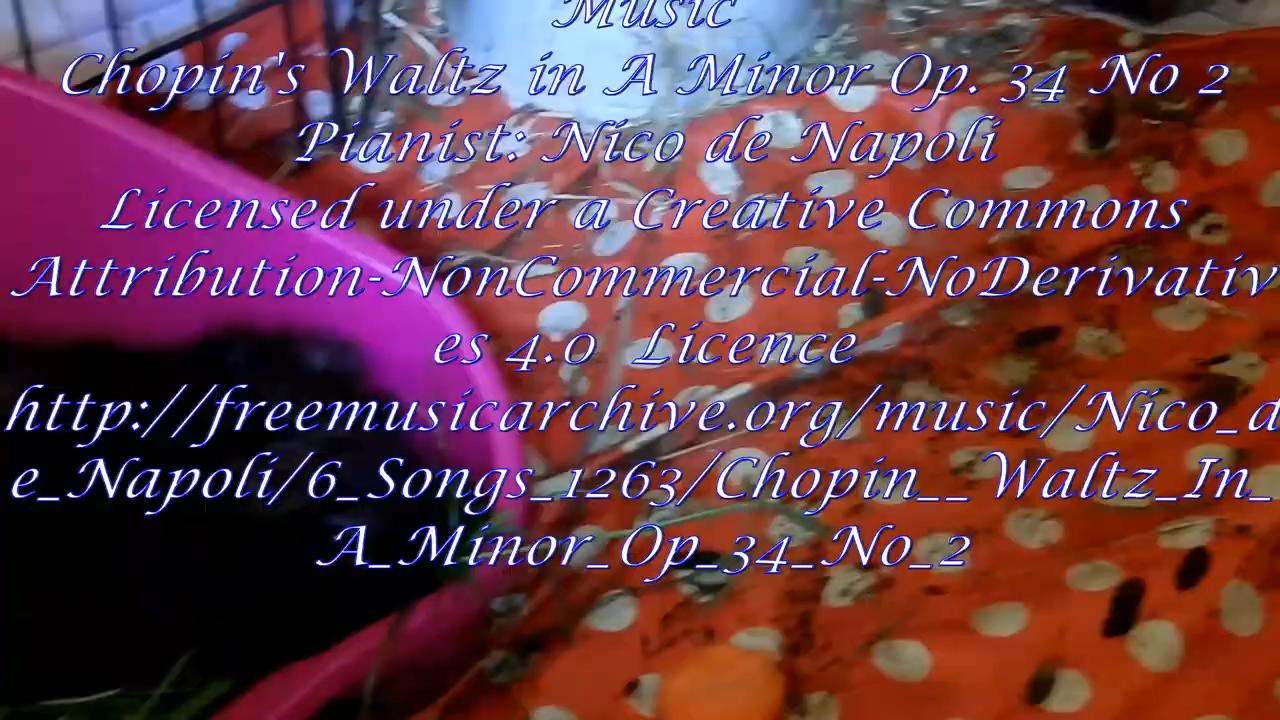 Music
Chopin's Waltz in A Minor Op. 34 No 2
Pianist: Nico de Napoli
Licensed under a Creative Commons
Attribution-NonCommercial-NoDerivativ
es 4.0 Licence
http://freemusicarchive.org/music/Nico_d
e_Napoli/6_Songs_1263/Chopin__Waltz_In_
A_Minor_Op_34_No_2